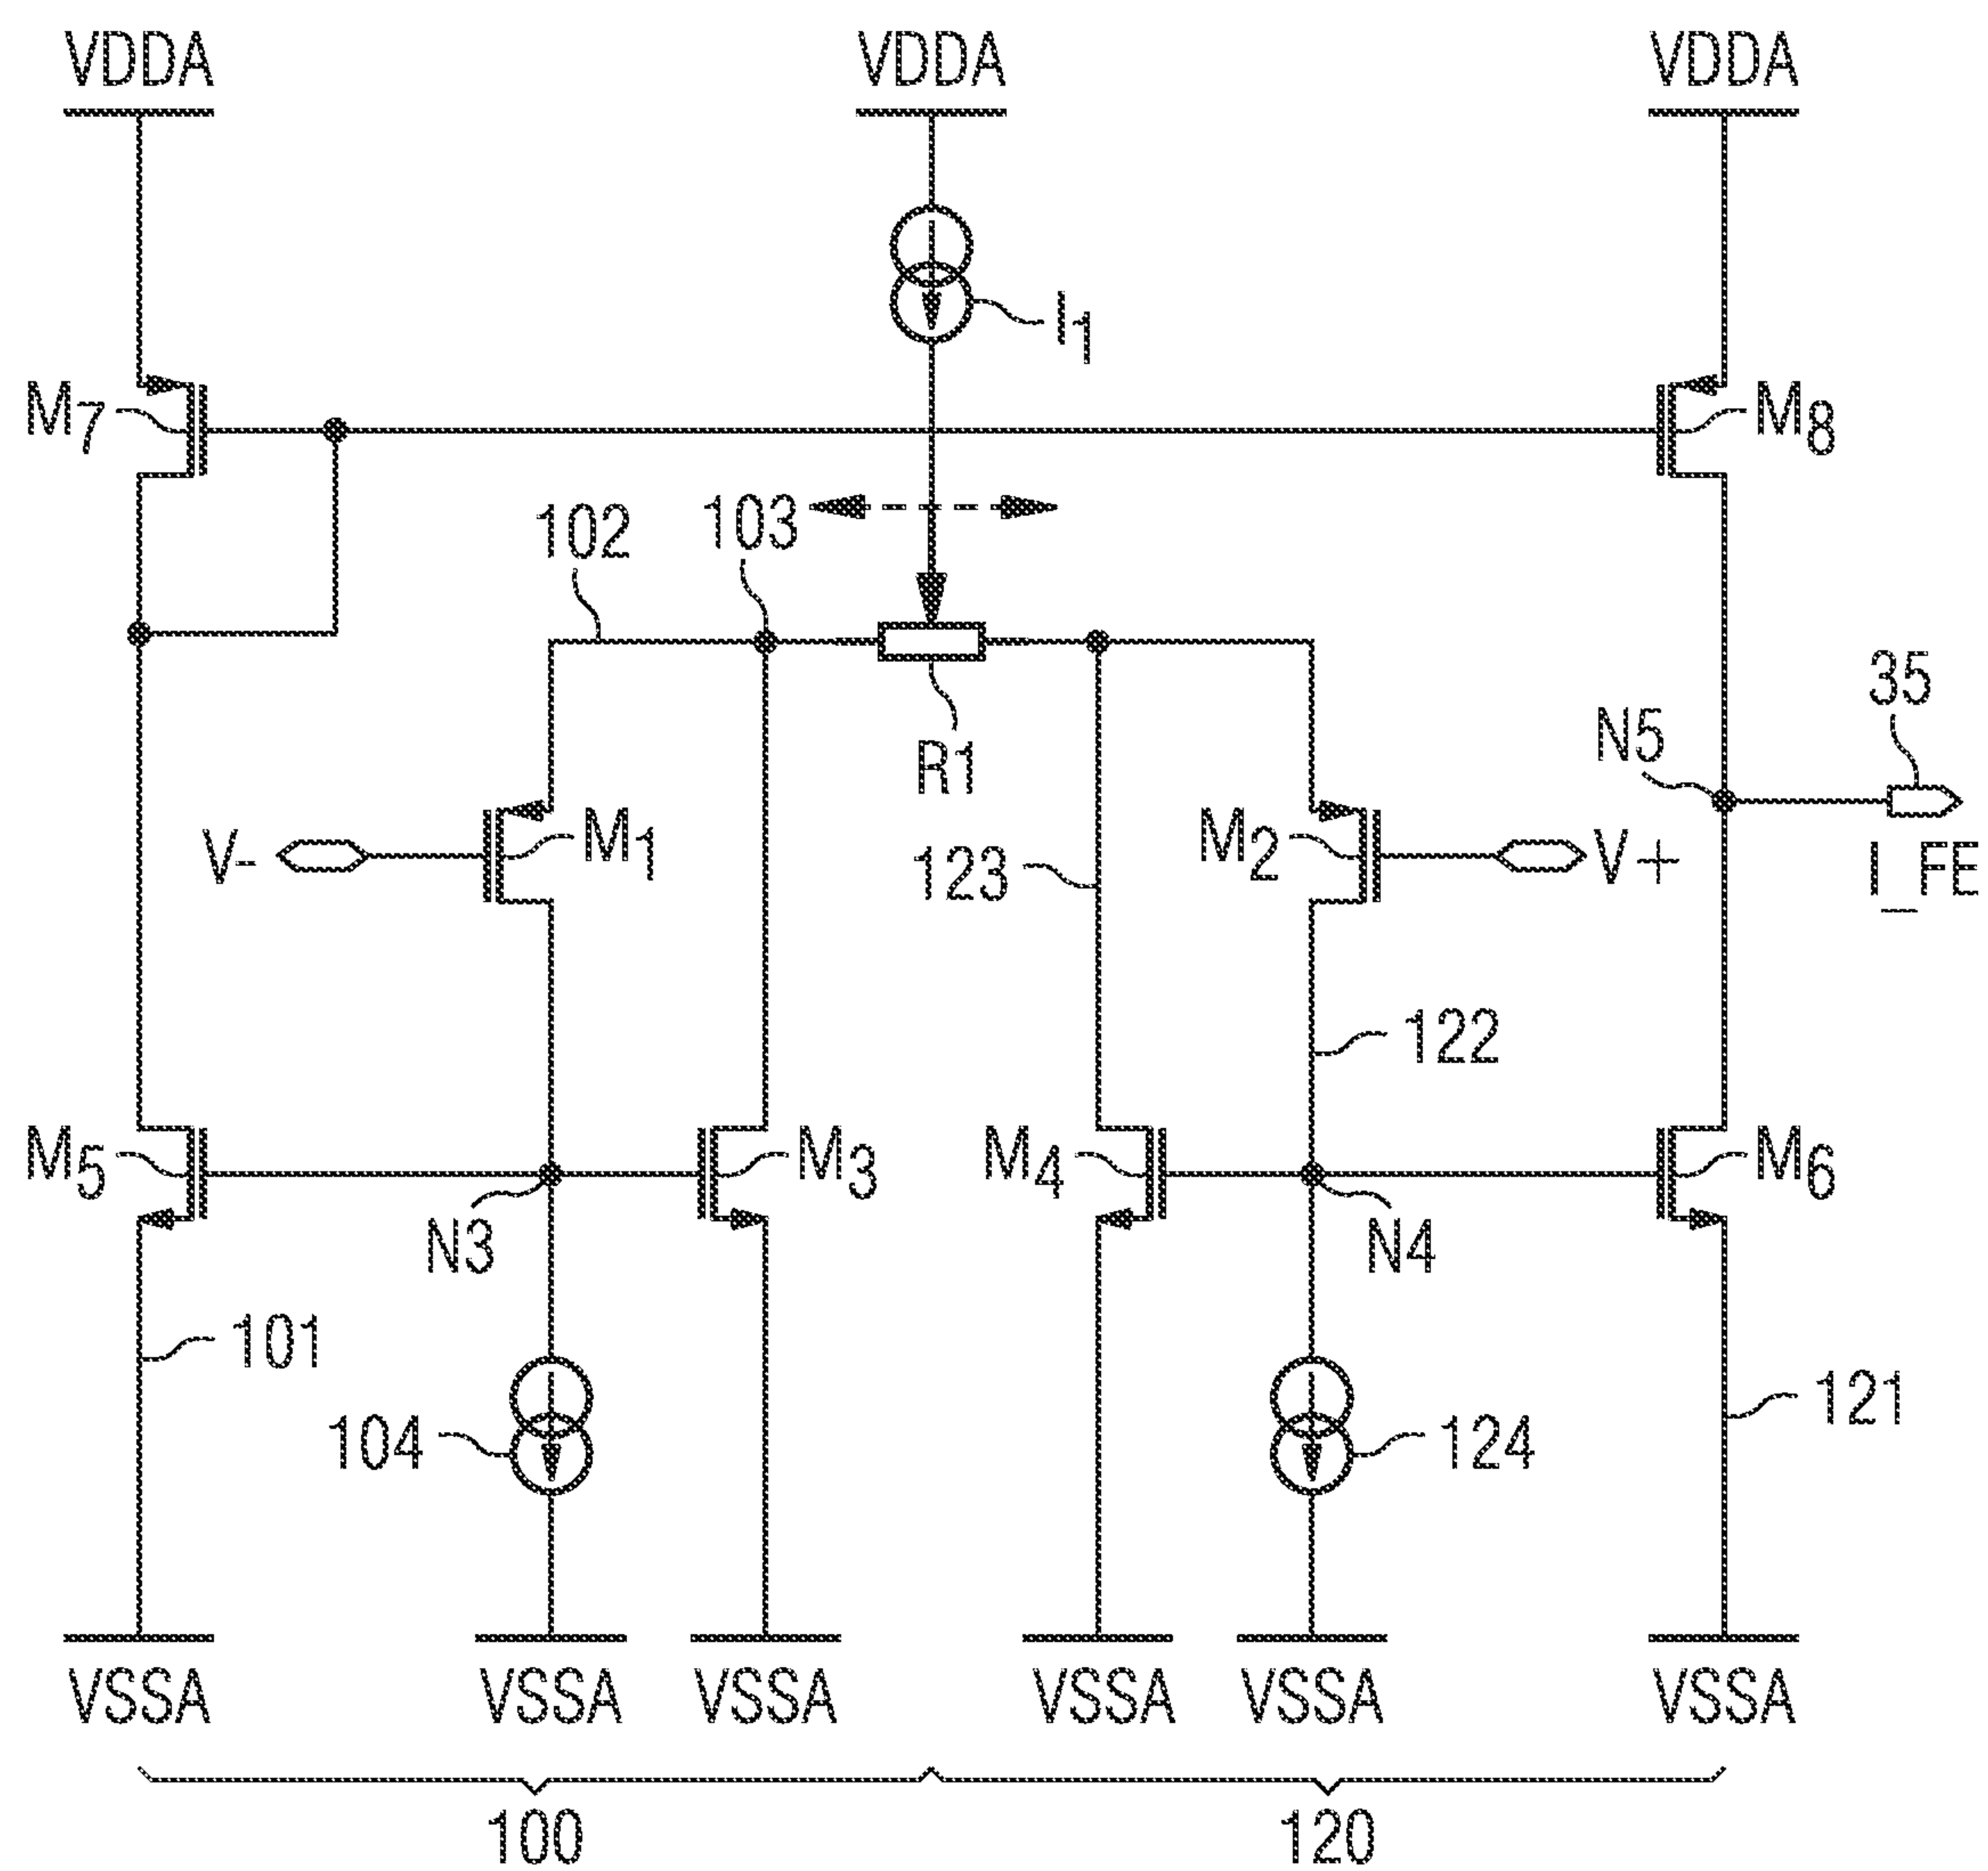 VDDA VDDA VDDA
I1
M7 M8
102 103
35
N5
R1
V- M1 M2 V+
123
I_FE
122
M5 M3 M4 M6
N3 N4
101
121
104 124
VSSA VSSA VSSA VSSA VSSA VSSA
100 120